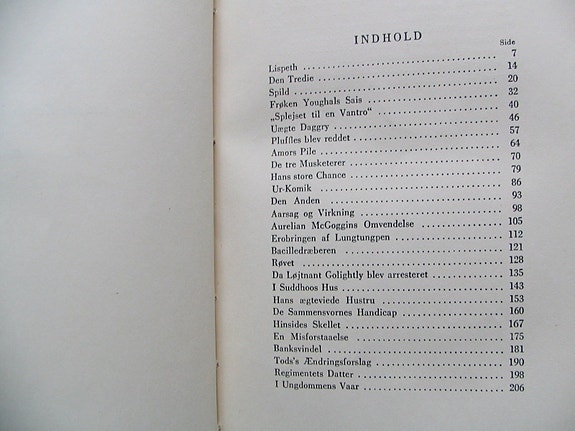 INDHOLD
Side
Lispeth 7
Den Tredie 14
Spild 20
Frøken Youghals Sais 32
„Splejset til en Vantro“ 40
Uægte Daggry 46
Pluffles blev reddet 57
Amors Pile 64
De tre Musketerer 70
Hans store Chance 79
Ur-Komik 86
Den Anden 93
Aarsag og Virkning 98
Aurelian McGoggins Omvendelse 105
Erobringen af Lungtungpen 112
Bacilledræberen 121
Røvet 128
Da Løjtnant Golightly blev arresteret 135
I Suddhoos Hus 143
Hans ægteviede Hustru 153
De Sammensvornes Handicap 160
Hinsides Skellet 167
En Misforstaaelse 175
Banksvindel 181
Tods's Ændringsforslag 190
Regimentets Datter 198
I Ungdommens Vaar 206